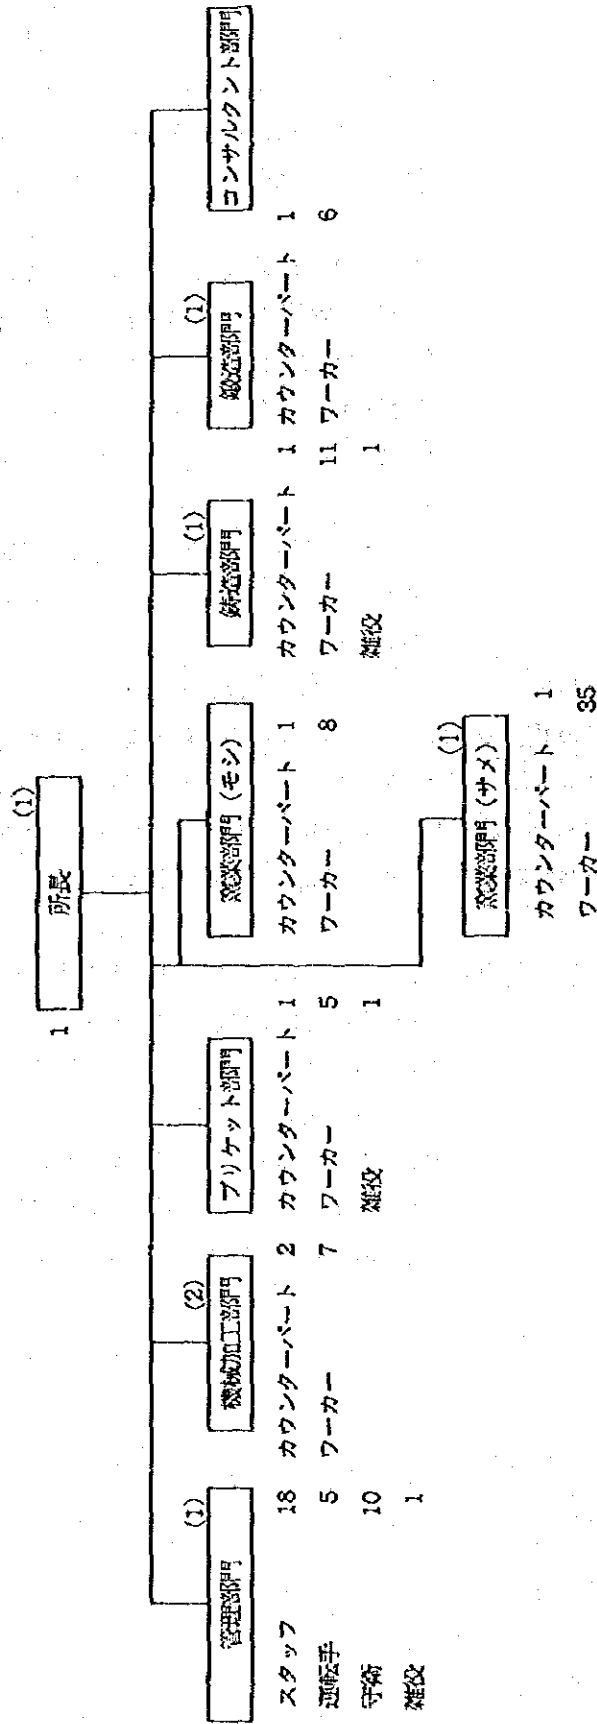 (1)
所長
1
(1)
管理部門
スタッフ 18
運転手 5
守衛 10
雑役 1
(2)
機械加工部門
カウンターパート 2
ワーカー 7
ブリケット部門
カウンターパート 1
ワーカー 5
雑役 1
窯業部門(モシ)
カウンターパート 1
ワーカー 8
(1)
窯業部門(サメ)
カウンターパート 1
ワーカー 35
(1)
鋳造部門
カウンターパート 1
ワーカー 11
雑役 1
(1)
鍛造部門
カウンターパート 1
ワーカー 6
コンサルタント部門